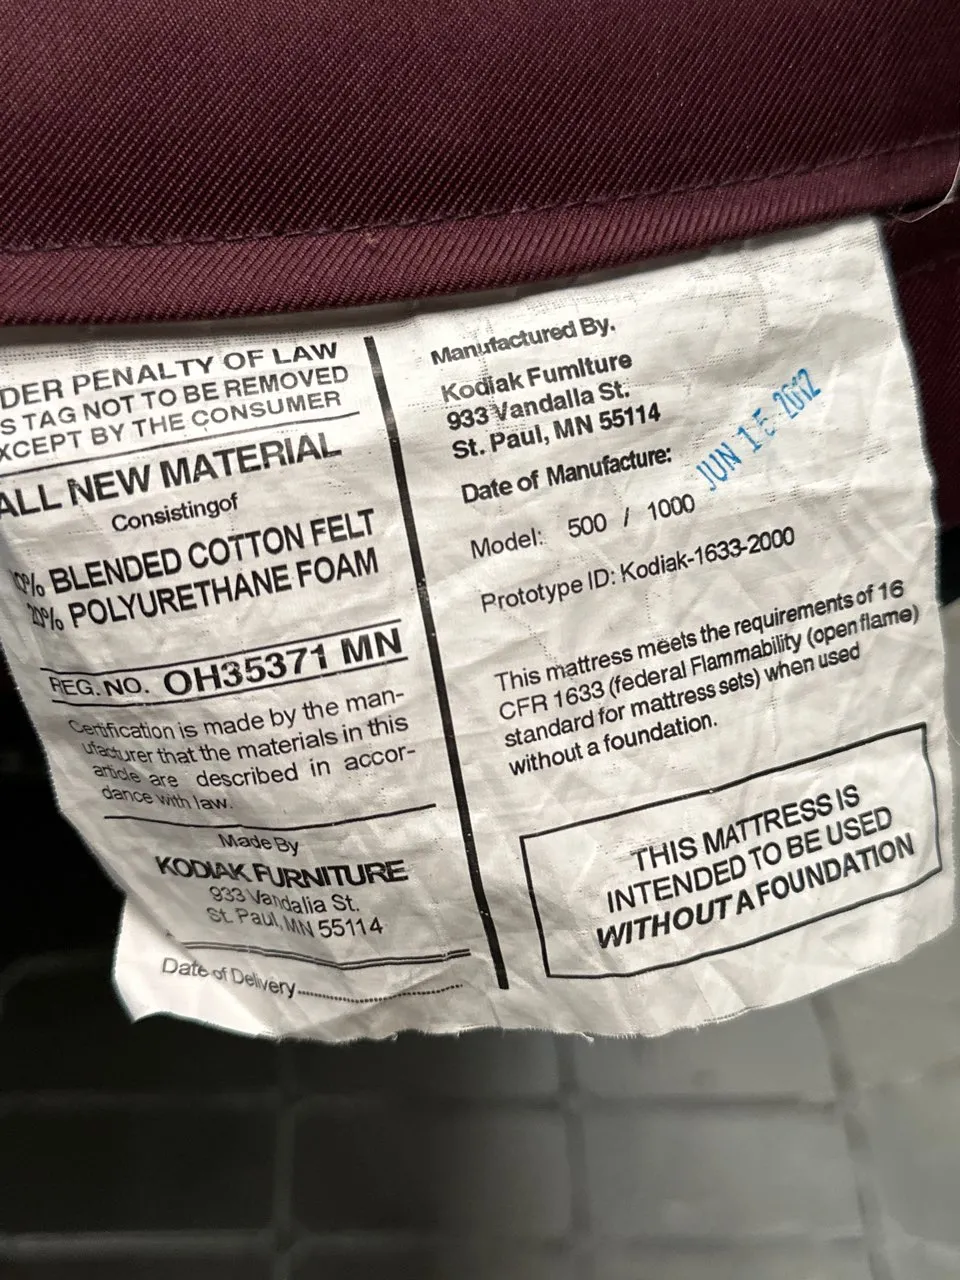 DER PENALTY OF LAW
S TAG NOT TO BE REMOVED
XCEPT BY THE CONSUMER
ALL NEW MATERIAL
Consistingof
% BLENDED COTTON FELT
20% POLYURETHANE FOAM
REG. NO. OH35371 MN
Certification is made by the man-
ufacturer that the materials in this
article are described in accor-
dance with law.
Made By
KODIAK FURNITURE
933 Vandalia St.
St. Paul, MN 55114
Date of Delivery
Manufactured By.
Kodiak Furniture
933 Vandalla St.
St. Paul, MN 55114
Date of Manufacture: JUN 15 2012
Model: 500 / 1000
Prototype ID: Kodiak-1633-2000
This mattress meets the requirements of 16
CFR 1633 (federal Flammability (open flame)
standard for mattress sets) when used
without a foundation.
THIS MATTRESS IS
INTENDED TO BE USED
WITHOUT A FOUNDATION